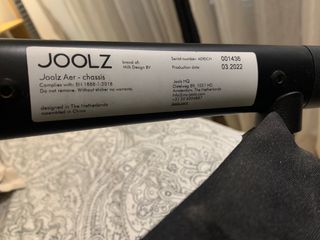 JOOLZ
brand of:
Milk Design BV
Serial number: AER/CH
001436
Production date:
03.2022
Joolz Aer - chassis
Complies with: EN 1888-1:2018
Do not remove. Without sticker no warranty.
Joolz HQ
Amsterdam, The Netherlands
designed in The Netherlands
assembled in China